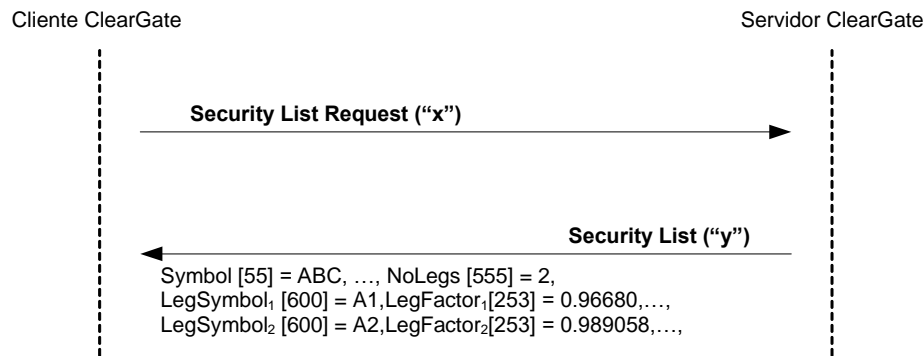 Cliente ClearGate
Servidor ClearGate
Security List Request (“x”)
Security List (“y”)
Symbol [55] = ABC, …, NoLegs [555] = 2,
LegSymbol₁ [600] = A1,LegFactor₁[253] = 0.96680,…,
LegSymbol₂ [600] = A2,LegFactor₂[253] = 0.989058,…,